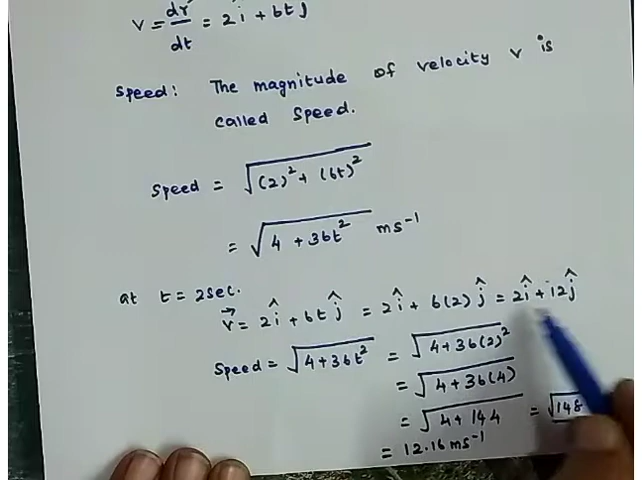 v = dr/dt = 2i + 6tj
Speed: The magnitude of velocity v is
called Speed.
Speed = √(2)² + (6t)²
= √4 + 36t² ms⁻¹
at t = 2sec.
v⃗ = 2î + 6t ĵ = 2î + 6(2) ĵ = 2î + 12ĵ
Speed = √4+36t² = √4+36(2)²
= √4+36(4)
= √4+144 = √148
= 12.16 ms⁻¹